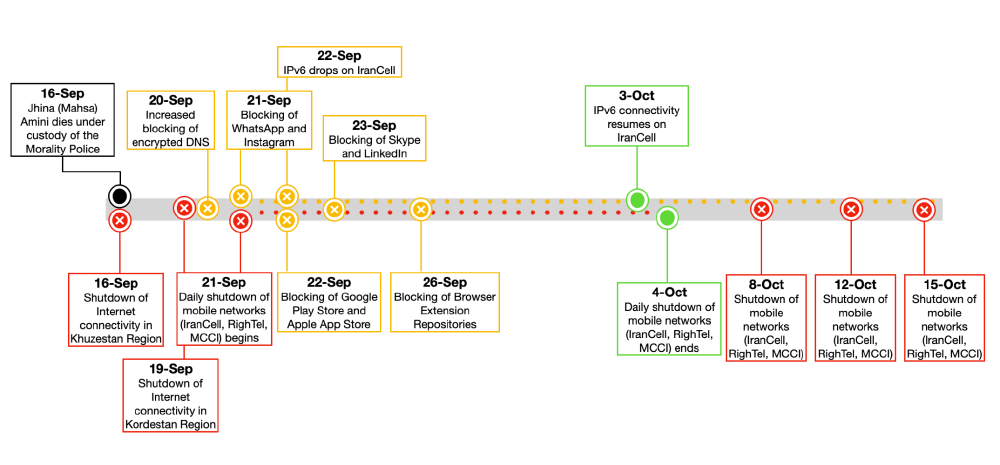 22-Sep
IPv6 drops on IranCell
16-Sep
Jhina (Mahsa)
Amini dies under
custody of the
Morality Police
20-Sep
Increased
blocking of
encrypted DNS
21-Sep
Blocking of
WhatsApp and
Instagram
23-Sep
Blocking of Skype
and LinkedIn
3-Oct
IPv6 connectivity
resumes on
IranCell
16-Sep
Shutdown of
Internet
connectivity in
Khuzestan Region
21-Sep
Daily shutdown of
mobile networks
(IranCell, RighTel,
MCCI) begins
22-Sep
Blocking of Google
Play Store and
Apple App Store
26-Sep
Blocking of Browser
Extension
Repositories
4-Oct
Daily shutdown of
mobile networks
(IranCell, RighTel,
MCCI) ends
8-Oct
Shutdown of
mobile
networks
(IranCell,
RighTel, MCCI)
12-Oct
Shutdown of
mobile
networks
(IranCell,
RighTel, MCCI)
15-Oct
Shutdown of
mobile
networks
(IranCell,
RighTel, MCCI)
19-Sep
Shutdown of
Internet
connectivity in
Kordestan Region